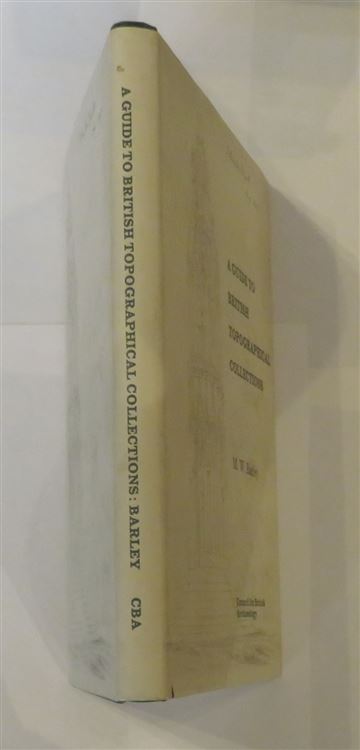 A GUIDE TO BRITISH TOPOGRAPHICAL COLLECTIONS: BARLEY CBA
A GUIDE TO
BRITISH
TOPOGRAPHICAL
COLLECTIONS
M. W. Barley
Council for British
Archaeology